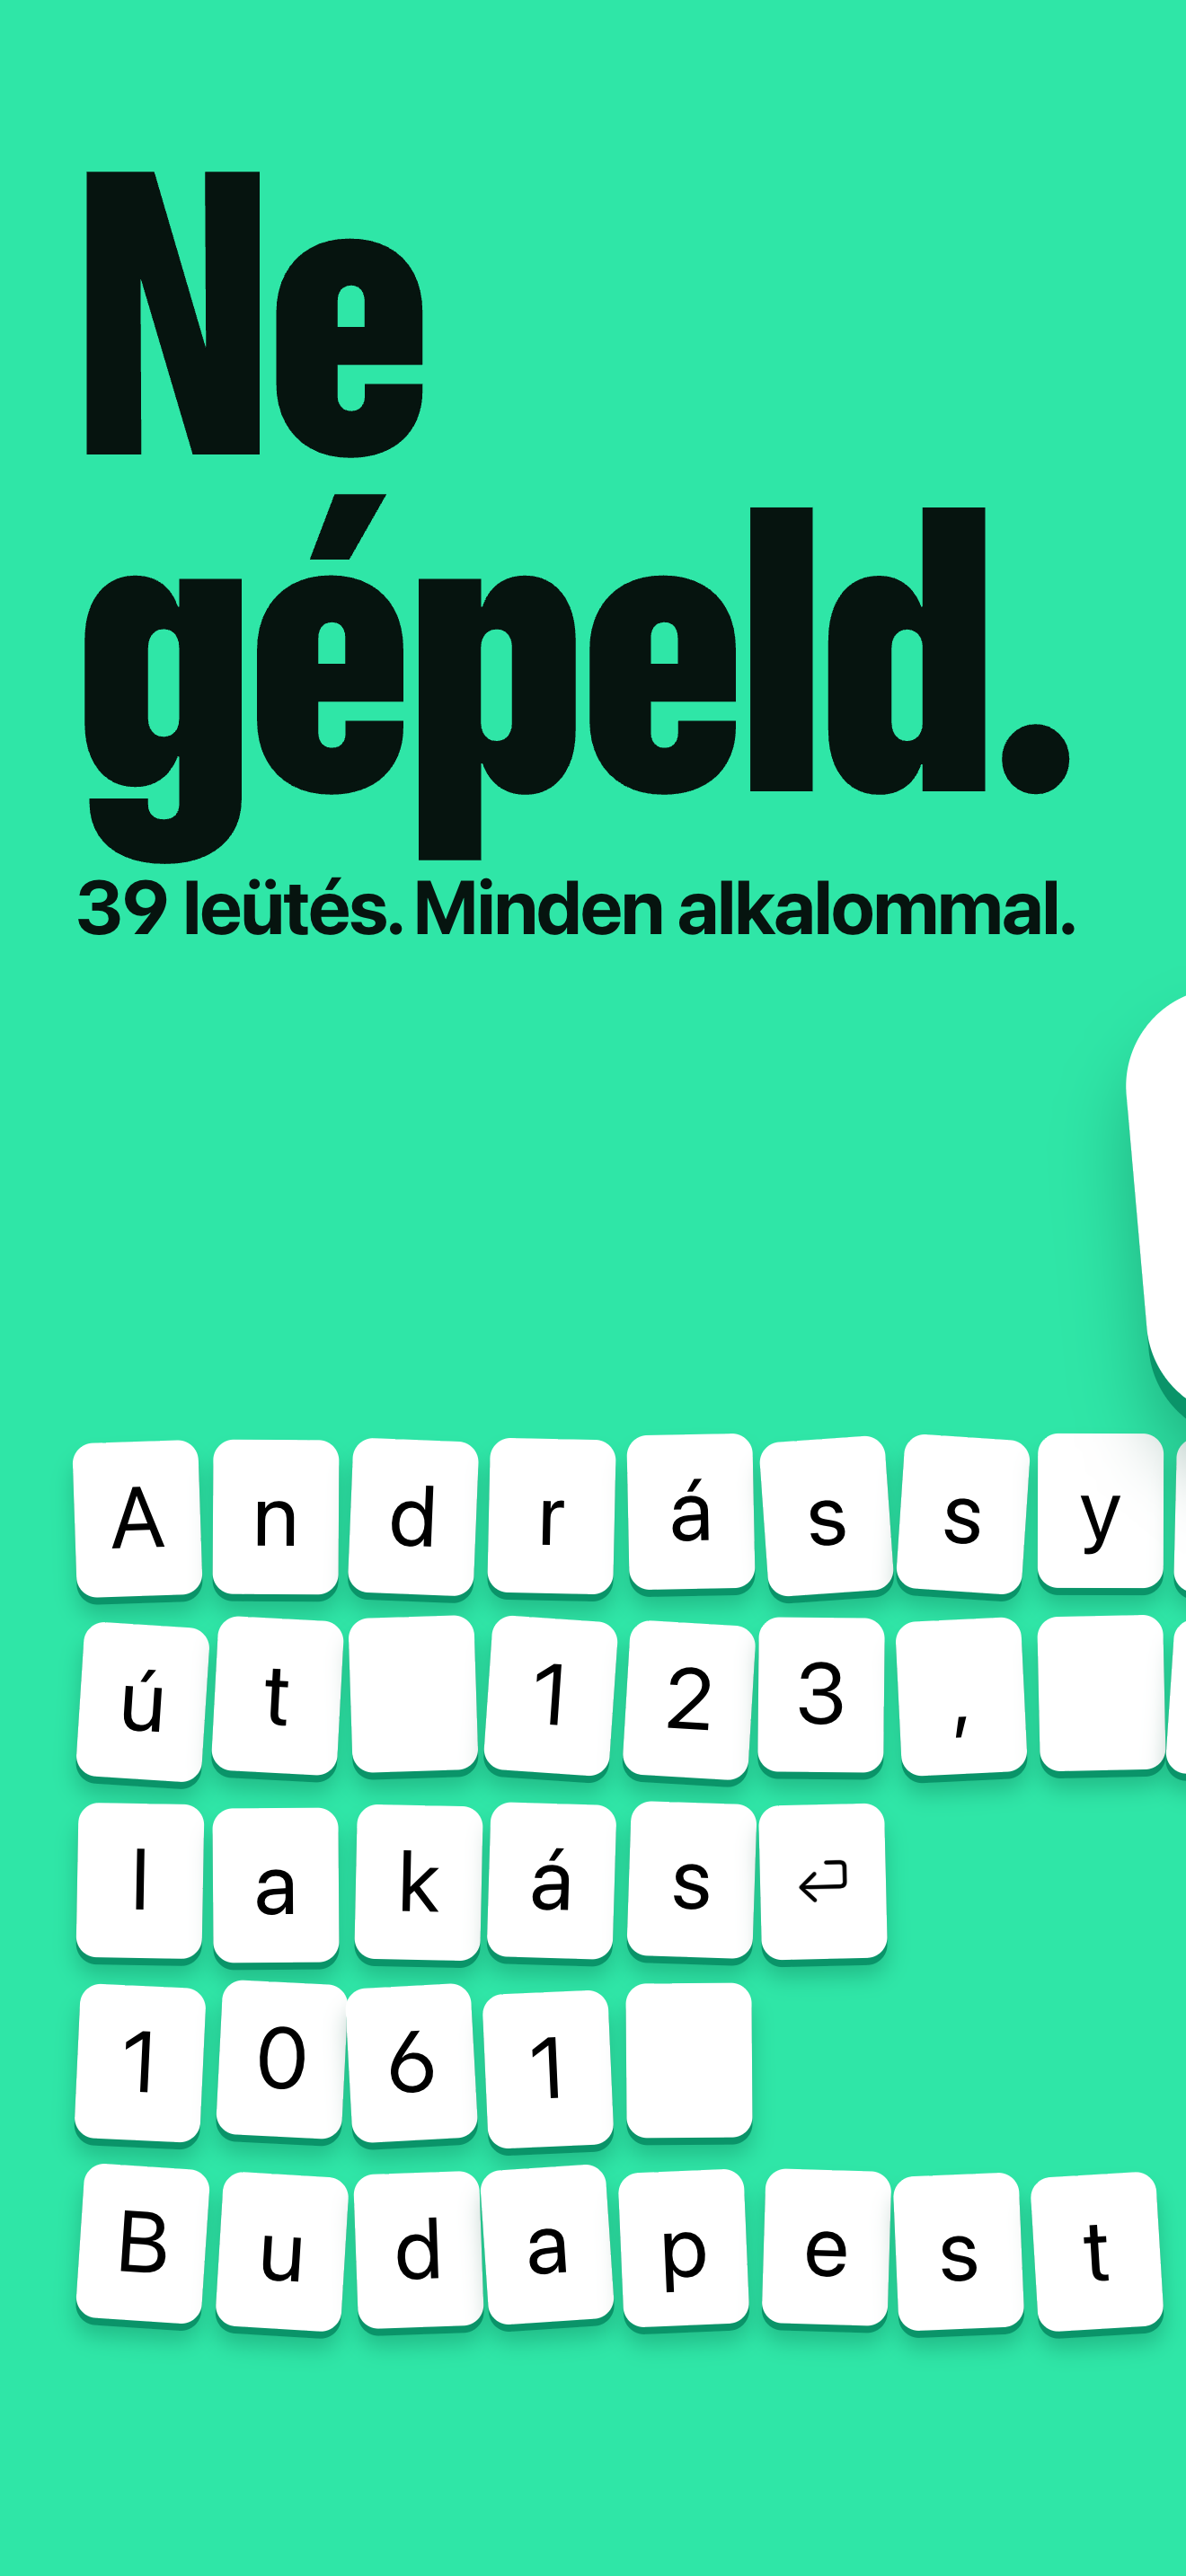 Ne
gépeld.
39 leütés. Minden alkalommal.
Andrássy
út 123,
lakás⏎
1061
Budapest